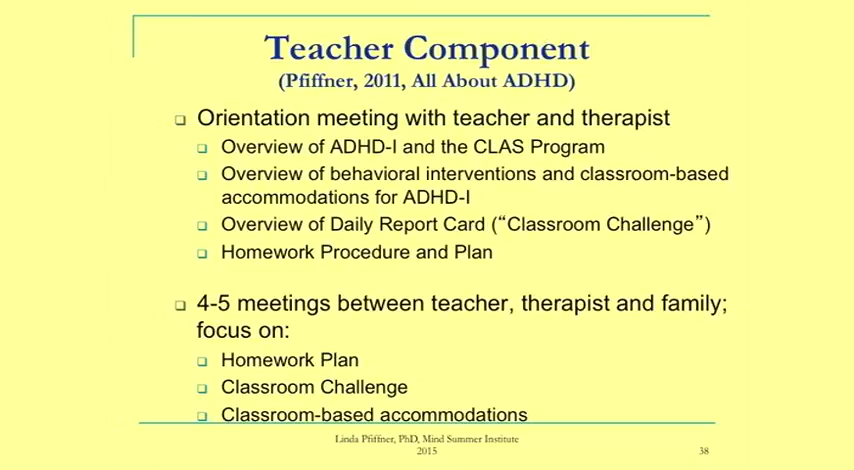 Teacher Component
(Pfiffner, 2011, All About ADHD)
Orientation meeting with teacher and therapist
Overview of ADHD-I and the CLAS Program
Overview of behavioral interventions and classroom-based
accommodations for ADHD-I
Overview of Daily Report Card (“Classroom Challenge”)
Homework Procedure and Plan
4-5 meetings between teacher, therapist and family;
focus on:
Homework Plan
Classroom Challenge
Classroom-based accommodations
Linda Pfiffner, PhD, Mind Summer Institute
2015
38